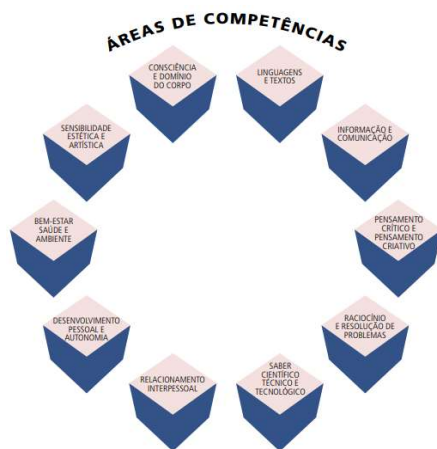 ÁREAS DE COMPETÊNCIAS
CONSCIÊNCIA
E DOMÍNIO
DO CORPO
LINGUAGENS
E TEXTOS
SENSIBILIDADE
ESTÉTICA E
ARTÍSTICA
INFORMAÇÃO E
COMUNICAÇÃO
BEM-ESTAR
SAÚDE E
AMBIENTE
PENSAMENTO
CRÍTICO E
PENSAMENTO
CRIATIVO
DESENVOLVIMENTO
PESSOAL E
AUTONOMIA
RACIOCÍNIO
E RESOLUÇÃO DE
PROBLEMAS
RELACIONAMENTO
INTERPESSOAL
SABER
CIENTÍFICO
TÉCNICO E
TECNOLÓGICO